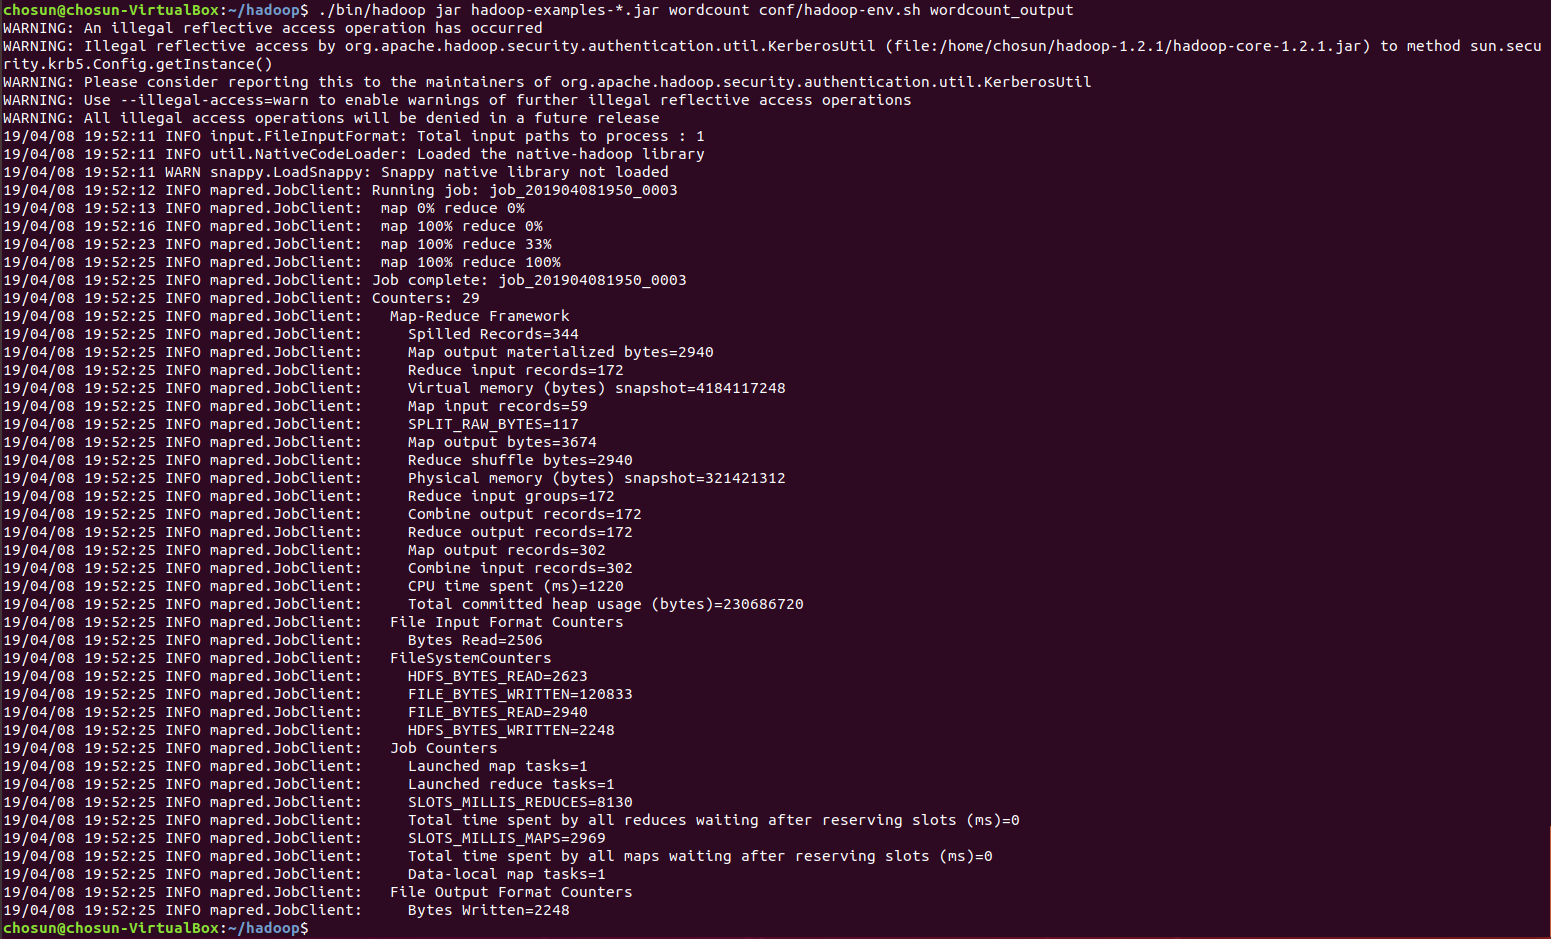 chosun@chosun-VirtualBox:~/hadoop$ ./bin/hadoop jar hadoop-examples-*.jar wordcount conf/hadoop-env.sh wordcount_output
WARNING: An illegal reflective access operation has occurred
WARNING: Illegal reflective access by org.apache.hadoop.security.authentication.util.KerberosUtil (file:/home/chosun/hadoop-1.2.1/hadoop-core-1.2.1.jar) to method sun.secu
rity.krb5.Config.getInstance()
WARNING: Please consider reporting this to the maintainers of org.apache.hadoop.security.authentication.util.KerberosUtil
WARNING: Use --illegal-access=warn to enable warnings of further illegal reflective access operations
WARNING: All illegal access operations will be denied in a future release
19/04/08 19:52:11 INFO input.FileInputFormat: Total input paths to process : 1
19/04/08 19:52:11 INFO util.NativeCodeLoader: Loaded the native-hadoop library
19/04/08 19:52:11 WARN snappy.LoadSnappy: Snappy native library not loaded
19/04/08 19:52:12 INFO mapred.JobClient: Running job: job_201904081950_0003
19/04/08 19:52:13 INFO mapred.JobClient:  map 0% reduce 0%
19/04/08 19:52:16 INFO mapred.JobClient:  map 100% reduce 0%
19/04/08 19:52:23 INFO mapred.JobClient:  map 100% reduce 33%
19/04/08 19:52:25 INFO mapred.JobClient:  map 100% reduce 100%
19/04/08 19:52:25 INFO mapred.JobClient: Job complete: job_201904081950_0003
19/04/08 19:52:25 INFO mapred.JobClient: Counters: 29
19/04/08 19:52:25 INFO mapred.JobClient:   Map-Reduce Framework
19/04/08 19:52:25 INFO mapred.JobClient:     Spilled Records=344
19/04/08 19:52:25 INFO mapred.JobClient:     Map output materialized bytes=2940
19/04/08 19:52:25 INFO mapred.JobClient:     Reduce input records=172
19/04/08 19:52:25 INFO mapred.JobClient:     Virtual memory (bytes) snapshot=4184117248
19/04/08 19:52:25 INFO mapred.JobClient:     Map input records=59
19/04/08 19:52:25 INFO mapred.JobClient:     SPLIT_RAW_BYTES=117
19/04/08 19:52:25 INFO mapred.JobClient:     Map output bytes=3674
19/04/08 19:52:25 INFO mapred.JobClient:     Reduce shuffle bytes=2940
19/04/08 19:52:25 INFO mapred.JobClient:     Physical memory (bytes) snapshot=321421312
19/04/08 19:52:25 INFO mapred.JobClient:     Reduce input groups=172
19/04/08 19:52:25 INFO mapred.JobClient:     Combine output records=172
19/04/08 19:52:25 INFO mapred.JobClient:     Reduce output records=172
19/04/08 19:52:25 INFO mapred.JobClient:     Map output records=302
19/04/08 19:52:25 INFO mapred.JobClient:     Combine input records=302
19/04/08 19:52:25 INFO mapred.JobClient:     CPU time spent (ms)=1220
19/04/08 19:52:25 INFO mapred.JobClient:     Total committed heap usage (bytes)=230686720
19/04/08 19:52:25 INFO mapred.JobClient:   File Input Format Counters
19/04/08 19:52:25 INFO mapred.JobClient:     Bytes Read=2506
19/04/08 19:52:25 INFO mapred.JobClient:   FileSystemCounters
19/04/08 19:52:25 INFO mapred.JobClient:     HDFS_BYTES_READ=2623
19/04/08 19:52:25 INFO mapred.JobClient:     FILE_BYTES_WRITTEN=120833
19/04/08 19:52:25 INFO mapred.JobClient:     FILE_BYTES_READ=2940
19/04/08 19:52:25 INFO mapred.JobClient:     HDFS_BYTES_WRITTEN=2248
19/04/08 19:52:25 INFO mapred.JobClient:   Job Counters
19/04/08 19:52:25 INFO mapred.JobClient:     Launched map tasks=1
19/04/08 19:52:25 INFO mapred.JobClient:     Launched reduce tasks=1
19/04/08 19:52:25 INFO mapred.JobClient:     SLOTS_MILLIS_REDUCES=8130
19/04/08 19:52:25 INFO mapred.JobClient:     Total time spent by all reduces waiting after reserving slots (ms)=0
19/04/08 19:52:25 INFO mapred.JobClient:     SLOTS_MILLIS_MAPS=2969
19/04/08 19:52:25 INFO mapred.JobClient:     Total time spent by all maps waiting after reserving slots (ms)=0
19/04/08 19:52:25 INFO mapred.JobClient:     Data-local map tasks=1
19/04/08 19:52:25 INFO mapred.JobClient:   File Output Format Counters
19/04/08 19:52:25 INFO mapred.JobClient:     Bytes Written=2248
chosun@chosun-VirtualBox:~/hadoop$